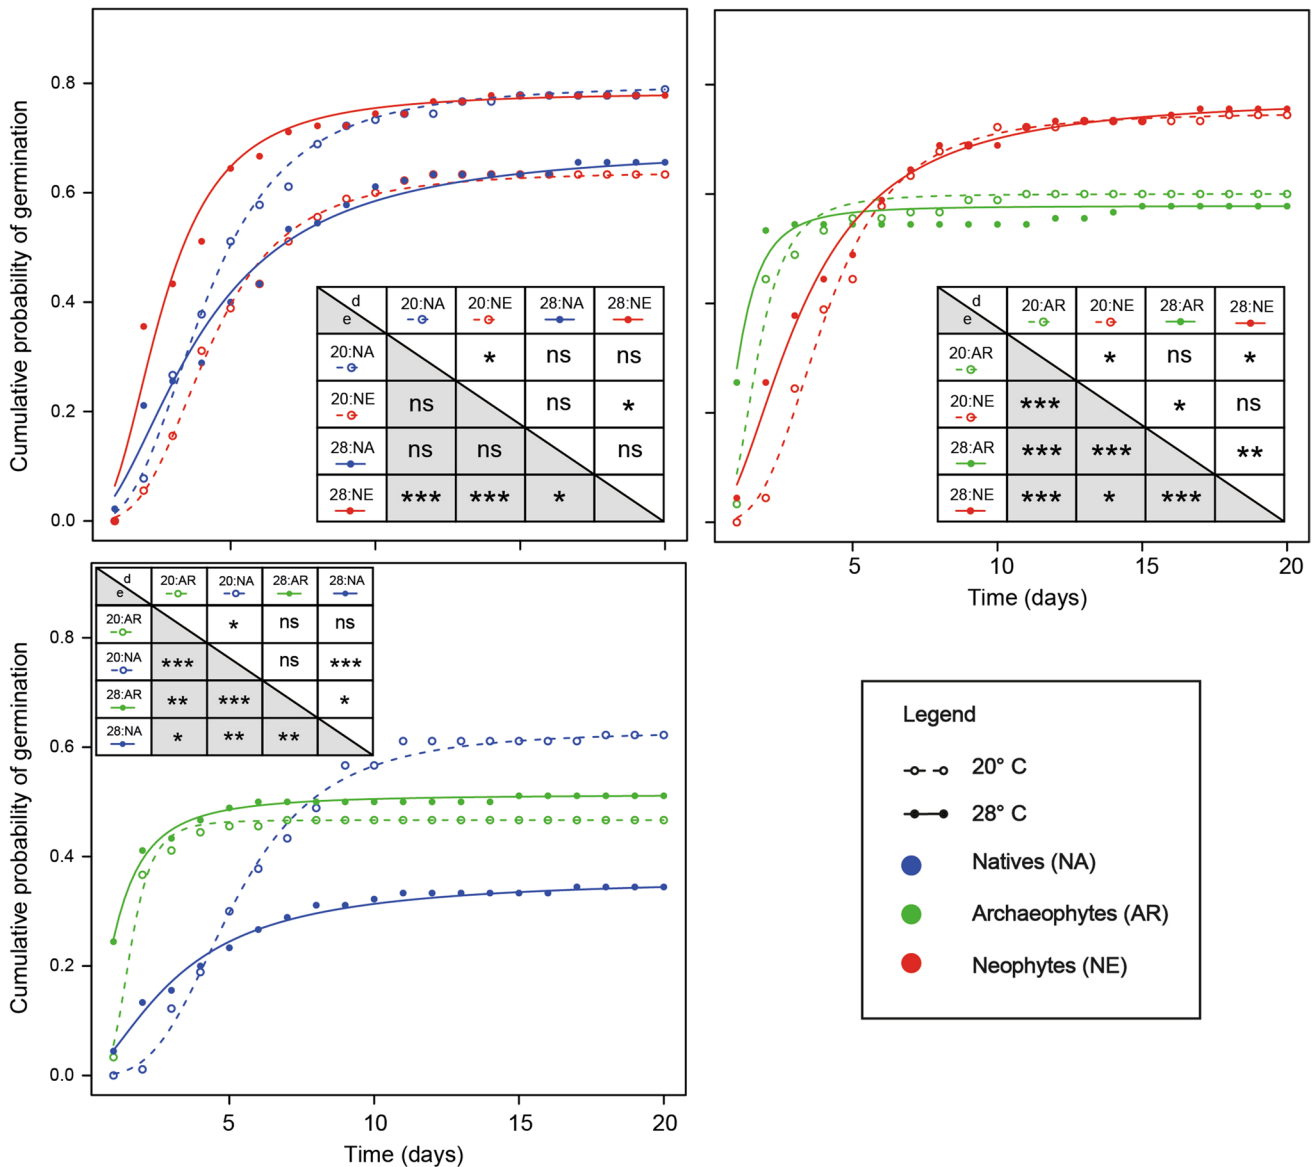 Cumulative probability of germination
0.8
0.6
0.4
0.2
0.0
d
e
20:NA 20:NE 28:NA 28:NE
20:NA * ns ns
20:NE ns ns *
28:NA ns ns ns
28:NE *** *** *
d
e
20:AR 20:NE 28:AR 28:NE
20:AR * ns *
20:NE *** * ns
28:AR *** *** **
28:NE *** * ***
5 10 15 20
Time (days)
Cumulative probability of germination
0.8
0.6
0.4
0.2
0.0
d
e
20:AR 20:NA 28:AR 28:NA
20:AR * ns ns
20:NA *** ns ***
28:AR ** *** *
28:NA * ** **
5 10 15 20
Time (days)
Legend
20° C
28° C
Natives (NA)
Archaeophytes (AR)
Neophytes (NE)